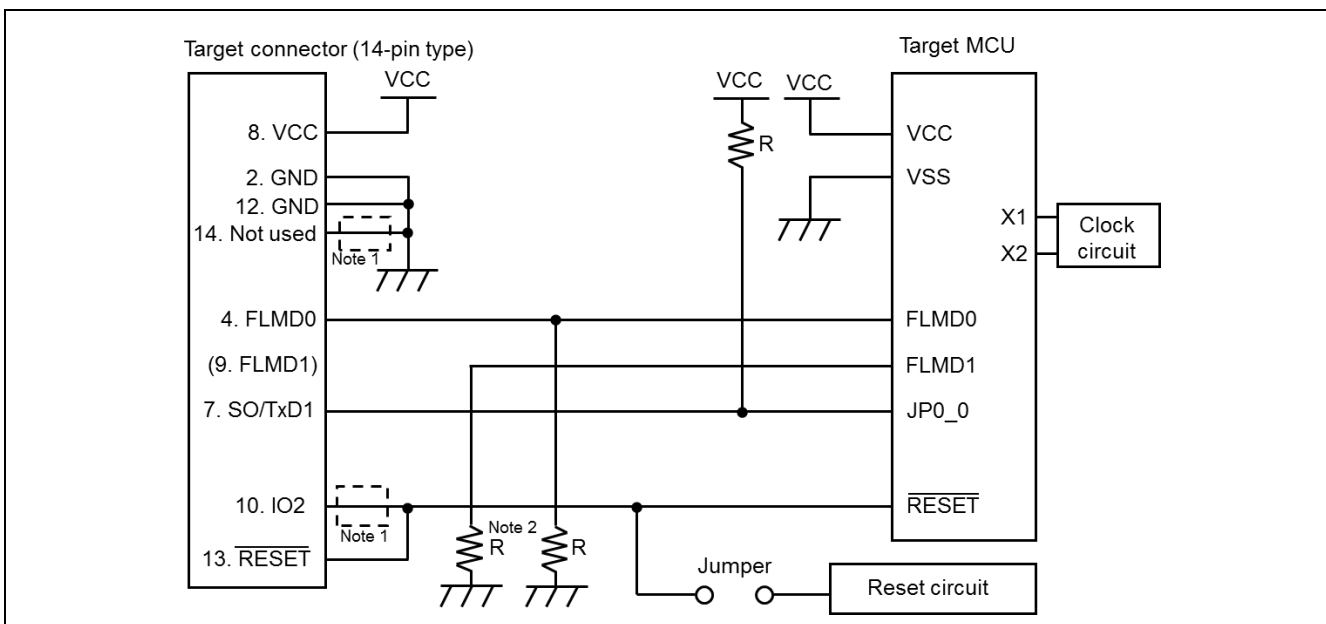 Target connector (14-pin type)
Target MCU
VCC
VCC
VCC
8. VCC
R
VCC
2. GND
VSS
12. GND
14. Not used
Note 1
X1
X2
Clock
circuit
4. FLMD0
FLMD0
(9. FLMD1)
FLMD1
7. SO/TxD1
JP0_0
10. IO2
Note 1
RESET
13. RESET
Note 2
R
R
Jumper
Reset circuit